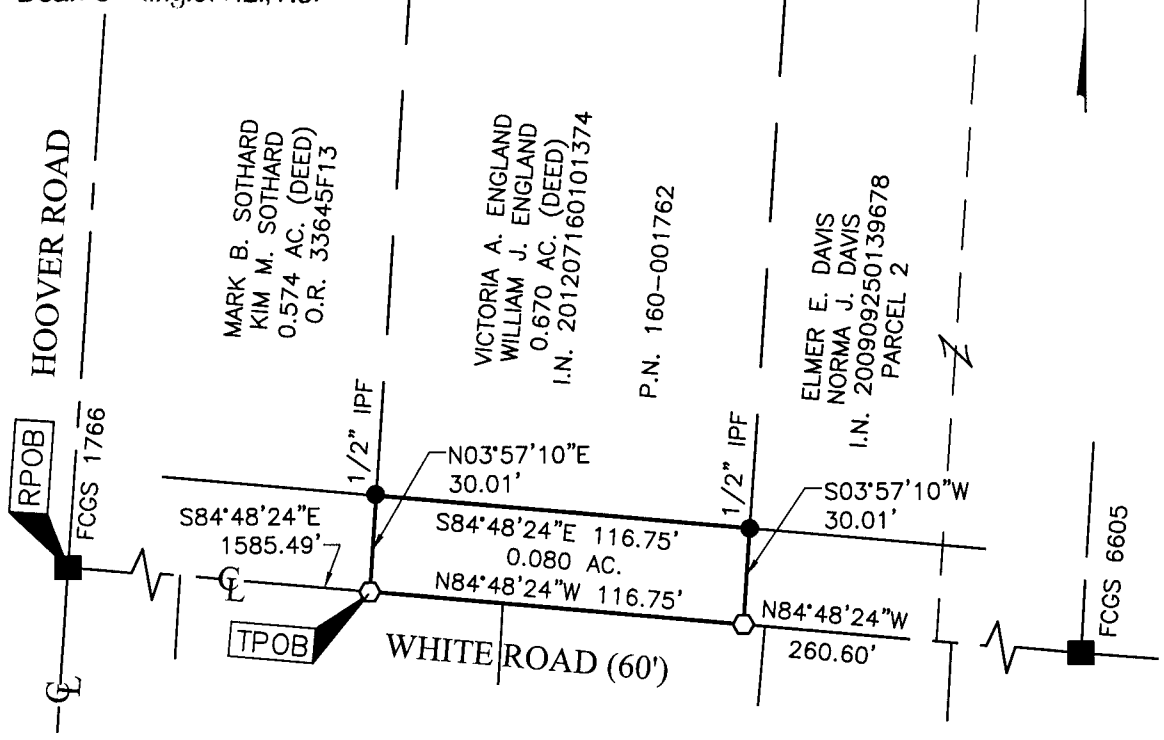 HOOVER ROAD
MARK B. SOTHARD
KIM M. SOTHARD
0.574 AC. (DEED)
O.R. 33645F13
VICTORIA A. ENGLAND
WILLIAM J. ENGLAND
0.670 AC. (DEED)
I.N. 201207160101374
P.N. 160-001762
ELMER E. DAVIS
NORMA J. DAVIS
I.N. 200909250139678
PARCEL 2
RPOB
FCGS 1766
1/2" IPF
N03°57'10"E
30.01'
1/2" IPF
S03°57'10"W
30.01'
S84°48'24"E
1585.49'
S84°48'24"E 116.75'
0.080 AC.
N84°48'24"W 116.75'
N84°48'24"W
260.60'
FCGS 6605
TPOB
WHITE ROAD (60')